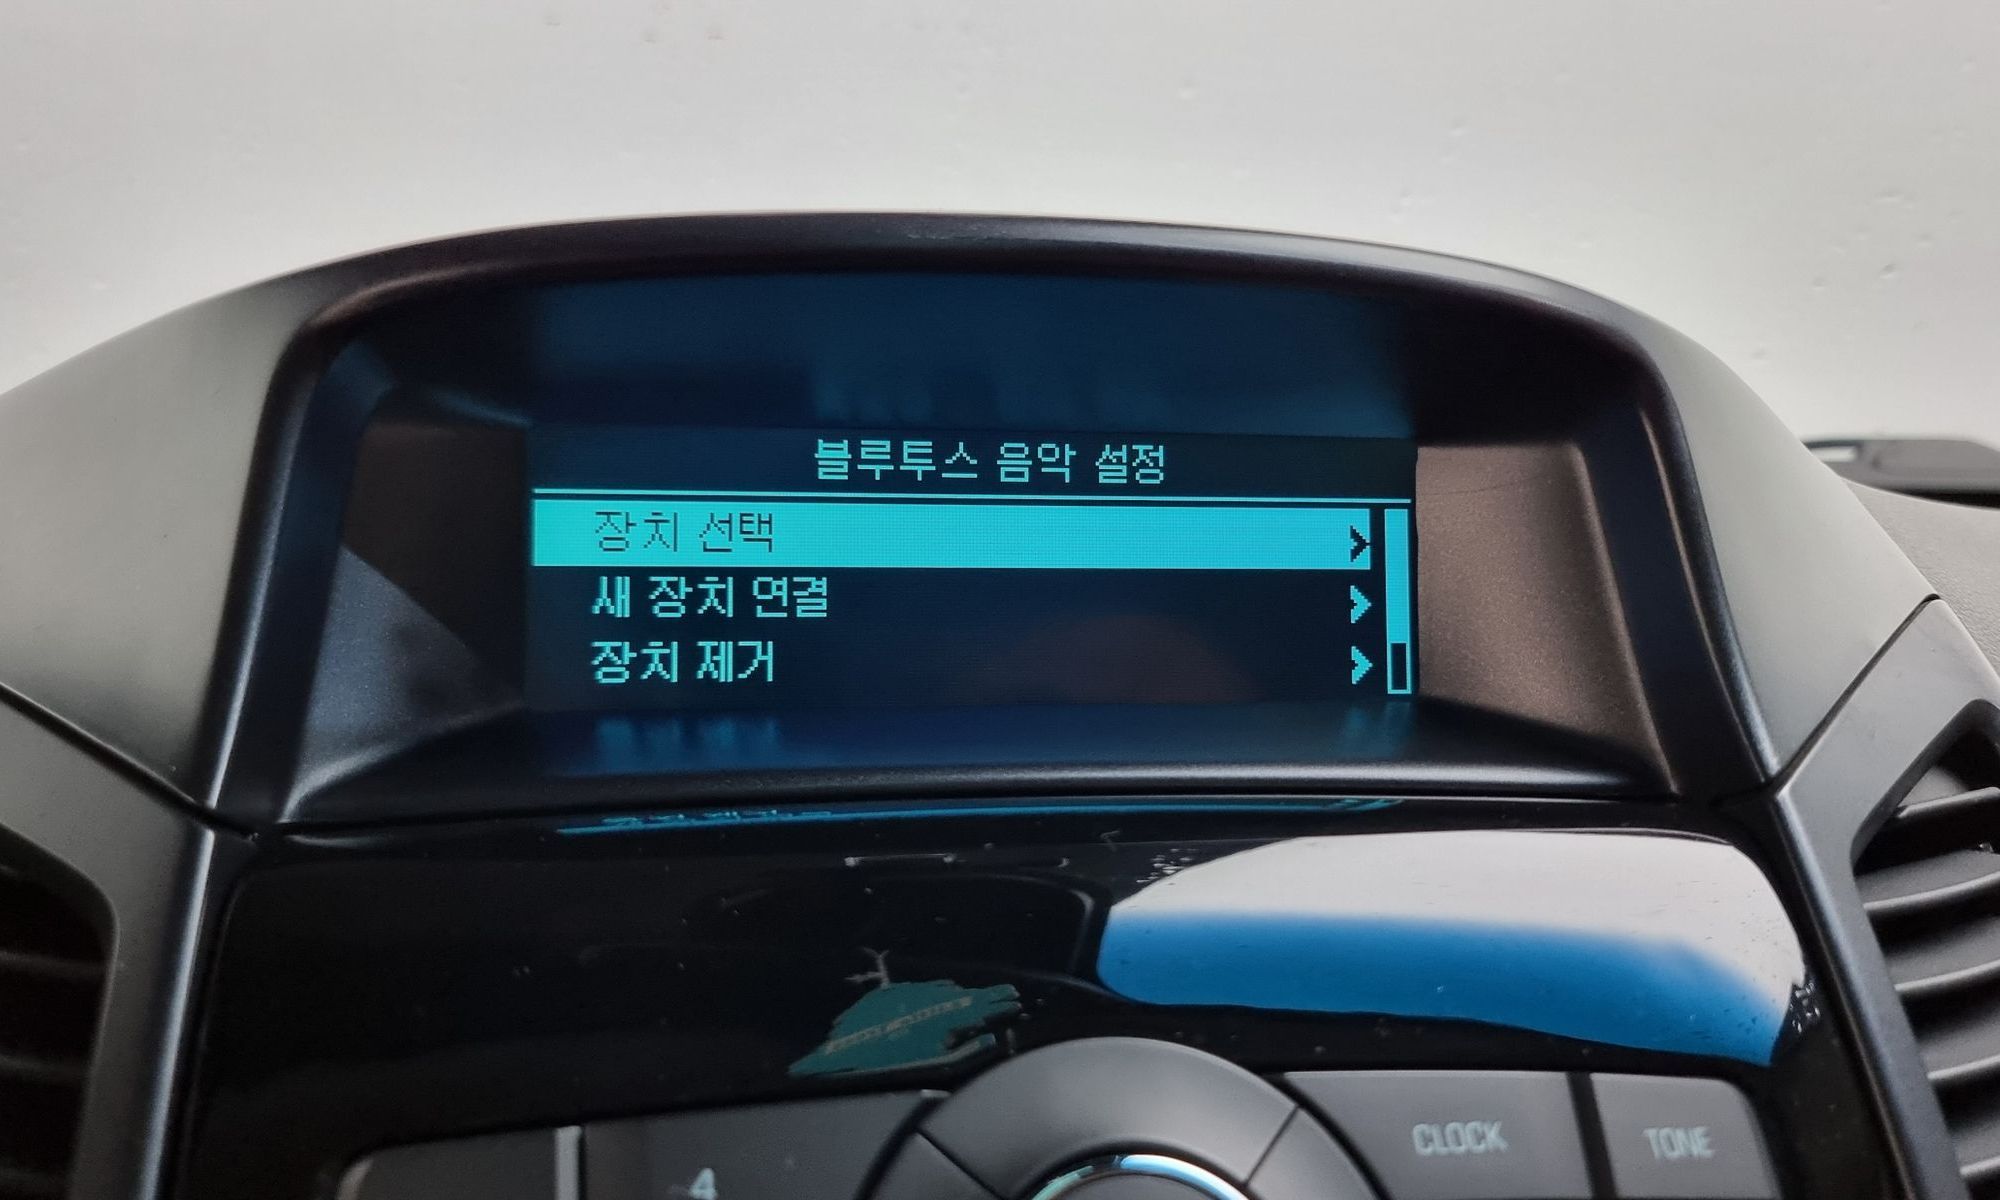 블루투스 음악 설정
장치 선택
새 장치 연결
장치 제거
CLOCK
TONE
4